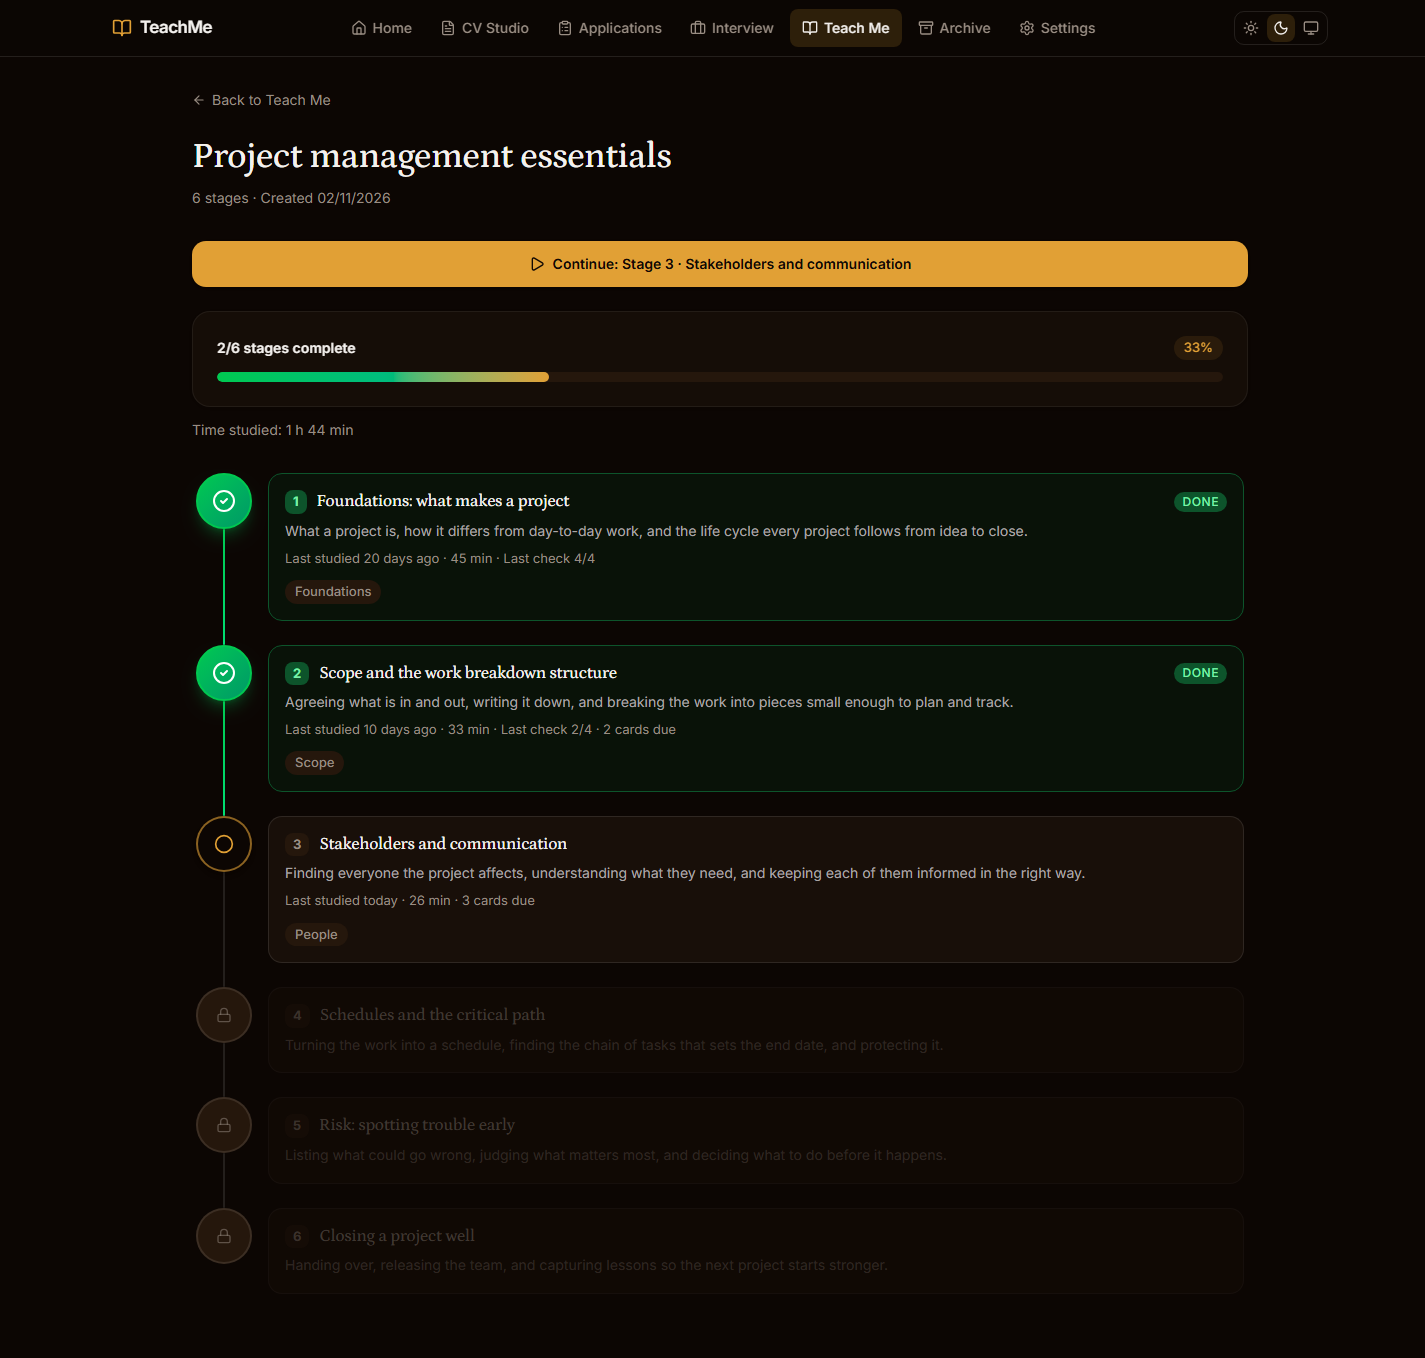 TeachMe
Home
CV Studio
Applications
Interview
Teach Me
Archive
Settings
Back to Teach Me
Project management essentials
6 stages · Created 02/11/2026
Continue: Stage 3 · Stakeholders and communication
2/6 stages complete
33%
Time studied: 1 h 44 min
1 Foundations: what makes a project
DONE
What a project is, how it differs from day-to-day work, and the life cycle every project follows from idea to close.
Last studied 20 days ago · 45 min · Last check 4/4
Foundations
2 Scope and the work breakdown structure
DONE
Agreeing what is in and out, writing it down, and breaking the work into pieces small enough to plan and track.
Last studied 10 days ago · 33 min · Last check 2/4 · 2 cards due
Scope
3 Stakeholders and communication
Finding everyone the project affects, understanding what they need, and keeping each of them informed in the right way.
Last studied today · 26 min · 3 cards due
People
4 Schedules and the critical path
Turning the work into a schedule, finding the chain of tasks that sets the end date, and protecting it.
5 Risk: spotting trouble early
Listing what could go wrong, judging what matters most, and deciding what to do before it happens.
6 Closing a project well
Handing over, releasing the team, and capturing lessons so the next project starts stronger.